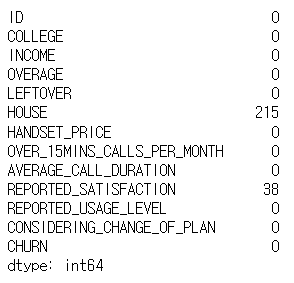 ID 0
COLLEGE 0
INCOME 0
OVERAGE 0
LEFTOVER 0
HOUSE 215
HANDSET_PRICE 0
OVER_15MINS_CALLS_PER_MONTH 0
AVERAGE_CALL_DURATION 0
REPORTED_SATISFACTION 38
REPORTED_USAGE_LEVEL 0
CONSIDERING_CHANGE_OF_PLAN 0
CHURN 0
dtype: int64